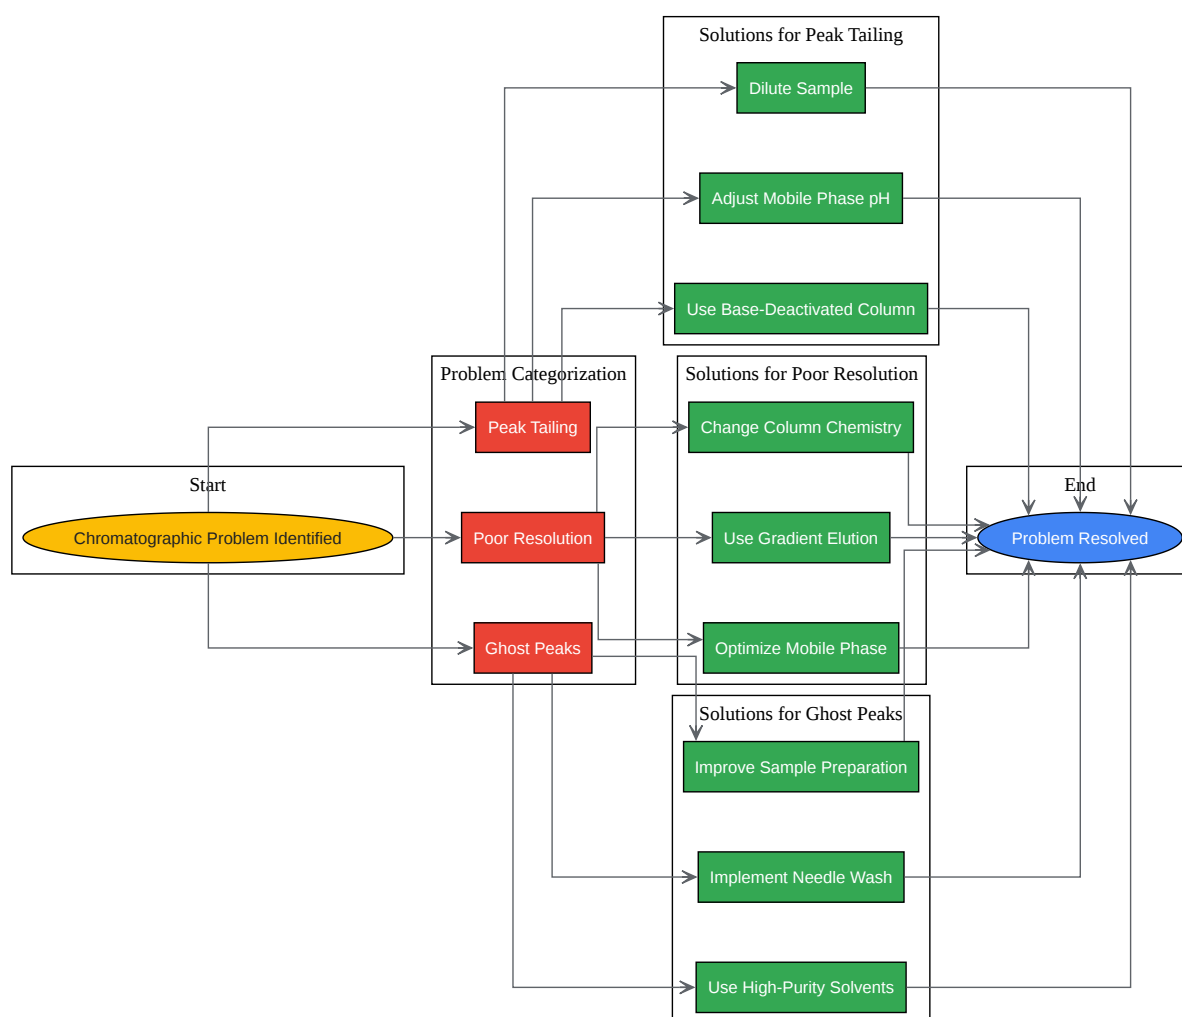 Solutions for Peak Tailing
Dilute Sample
Adjust Mobile Phase pH
Use Base-Deactivated Column
Problem Categorization
Solutions for Poor Resolution
Peak Tailing
Change Column Chemistry
Start
End
Chromatographic Problem Identified
Poor Resolution
Use Gradient Elution
Problem Resolved
Ghost Peaks
Optimize Mobile Phase
Solutions for Ghost Peaks
Improve Sample Preparation
Implement Needle Wash
Use High-Purity Solvents